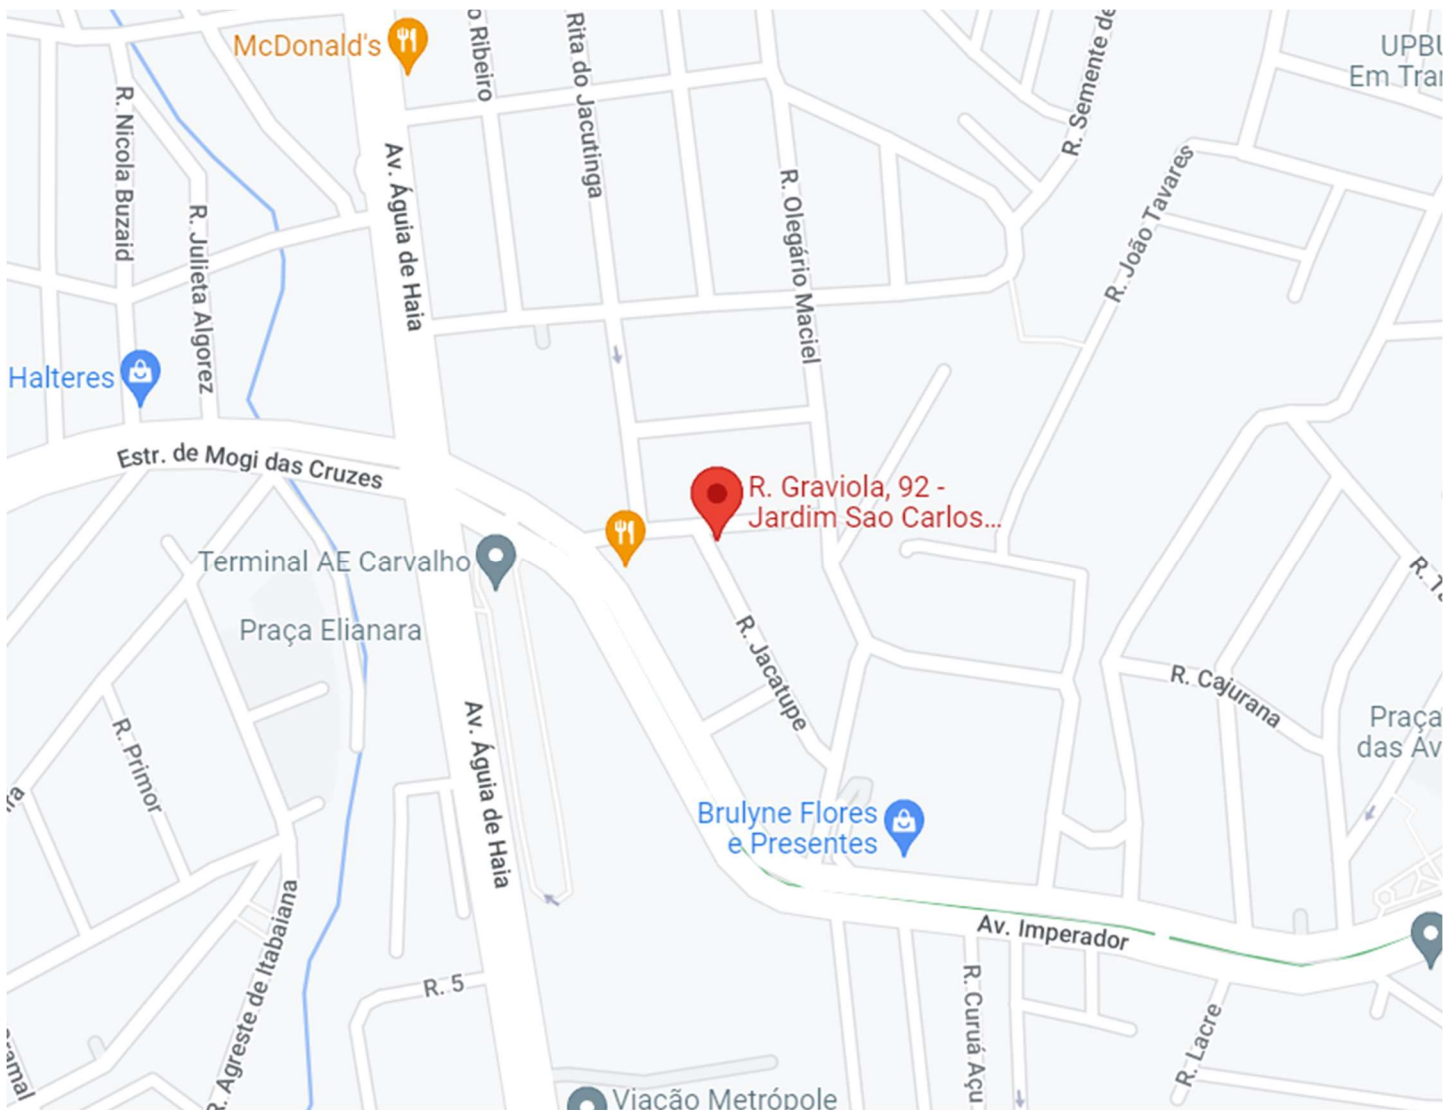 McDonald's
o Ribeiro
Rita do Jacutinga
R. Semente de
UPBU
Em Tran
R. Nicola Buzaid
R. Julieta Algorez
Av. Águia de Haia
R. Olegário Maciel
R. João Tavares
Halteres
Estr. de Mogi das Cruzes
R. Graviola, 92 -
Jardim Sao Carlos...
Terminal AE Carvalho
Praça Elianara
R. Jacatupe
R. Cajurana
Praça
das Av
R. Primor
Av. Águia de Haia
Brulyne Flores
e Presentes
Av. Imperador
R. Agreste de Itabaiana
R. 5
R. Curuá Açu
R. Lacre
Viação Metrópole